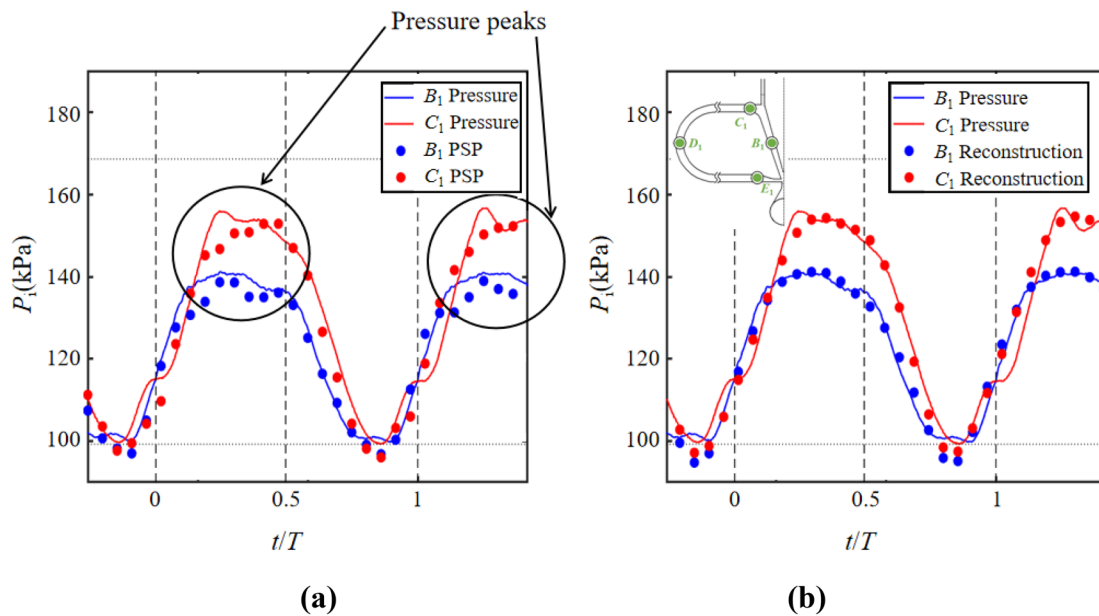 Pressure peaks
180
160
140
120
100
P₁(kPa)
B₁ Pressure
C₁ Pressure
B₁ PSP
C₁ PSP
0
0.5
1
t/T
(a)
180
160
140
120
100
P₁(kPa)
C₁
D₁
B₁
E₁
B₁ Pressure
C₁ Pressure
B₁ Reconstruction
C₁ Reconstruction
0
0.5
1
t/T
(b)